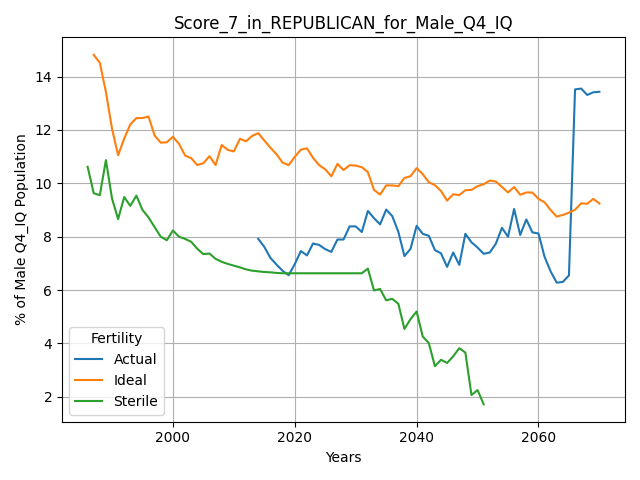 Score_7_in_REPUBLICAN_for_Male_Q4_IQ
% of Male Q4_IQ Population
14
12
10
8
6
4
2
Fertility
Actual
Ideal
Sterile
2000
2020
2040
2060
Years